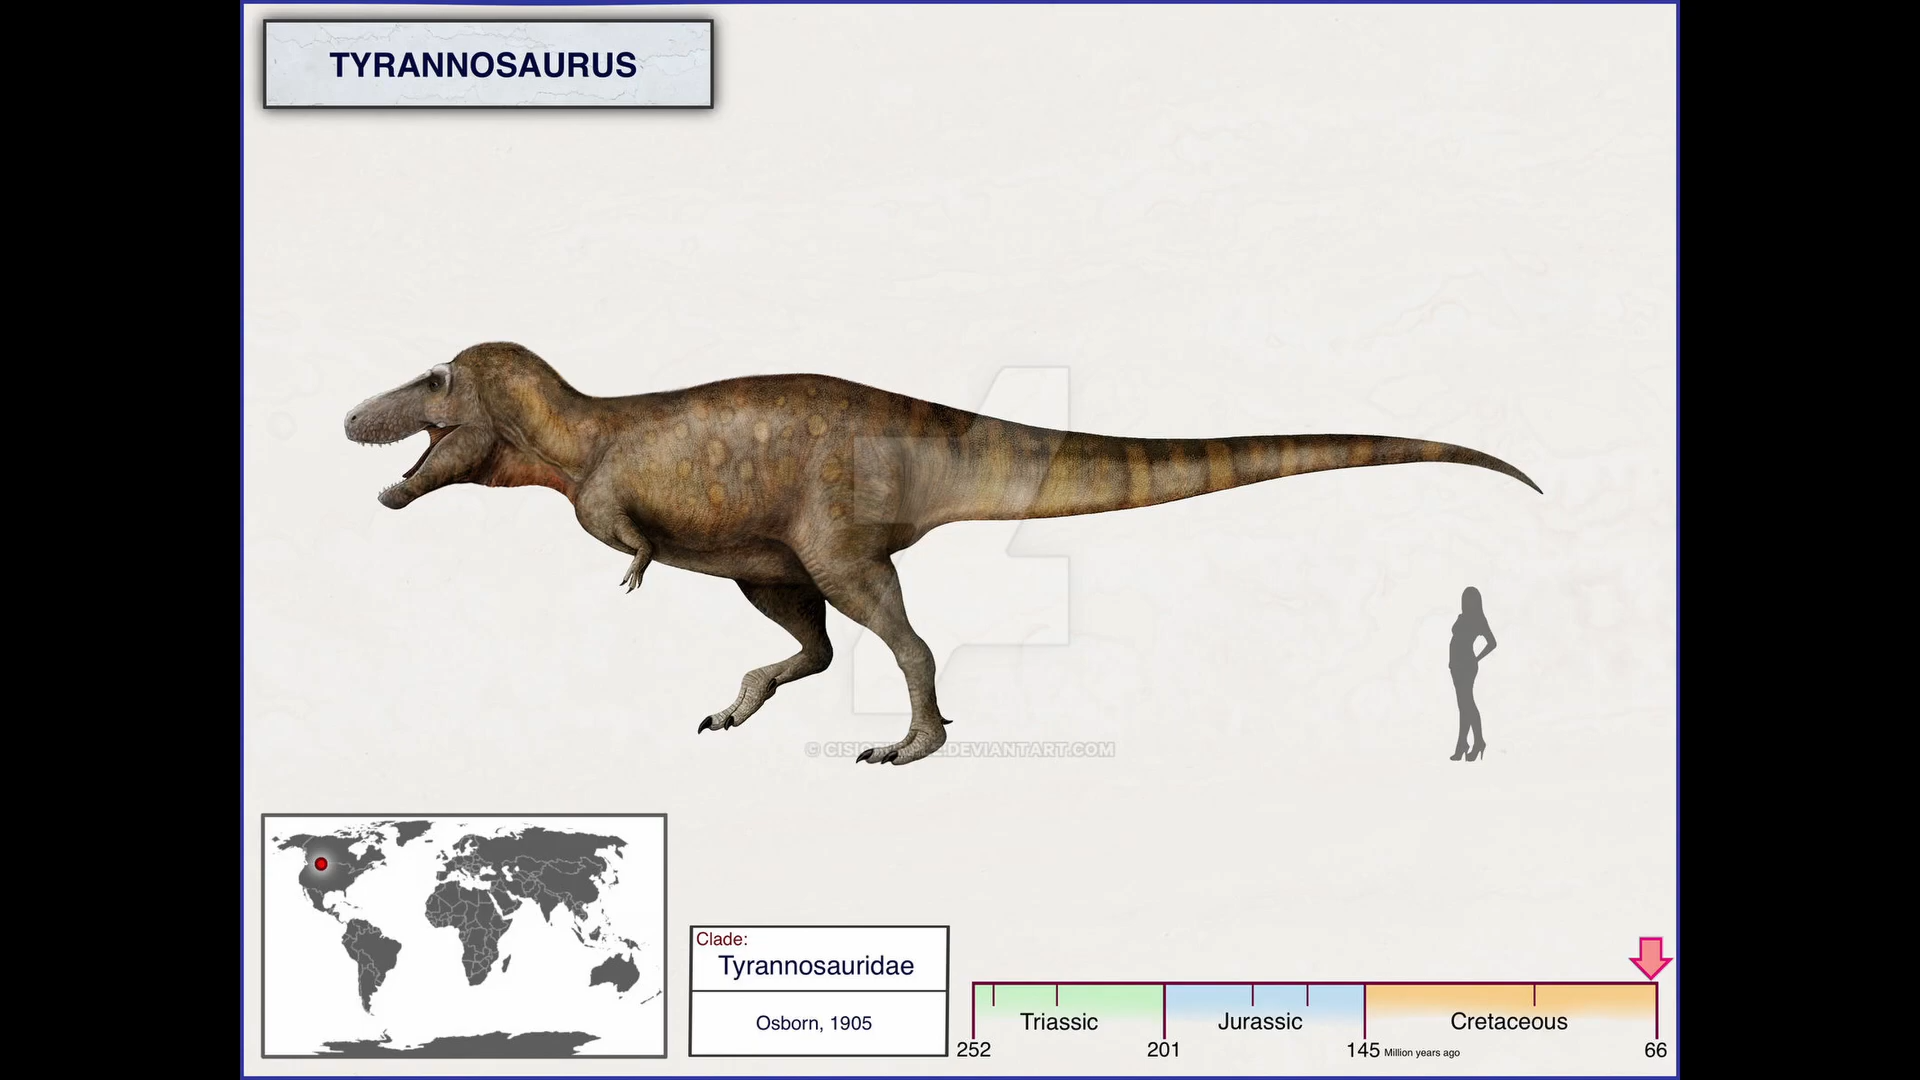 TYRANNOSAURUS
Clade:
Tyrannosauridae
Osborn, 1905
Triassic
Jurassic
Cretaceous
252
201
145 Million years ago
66